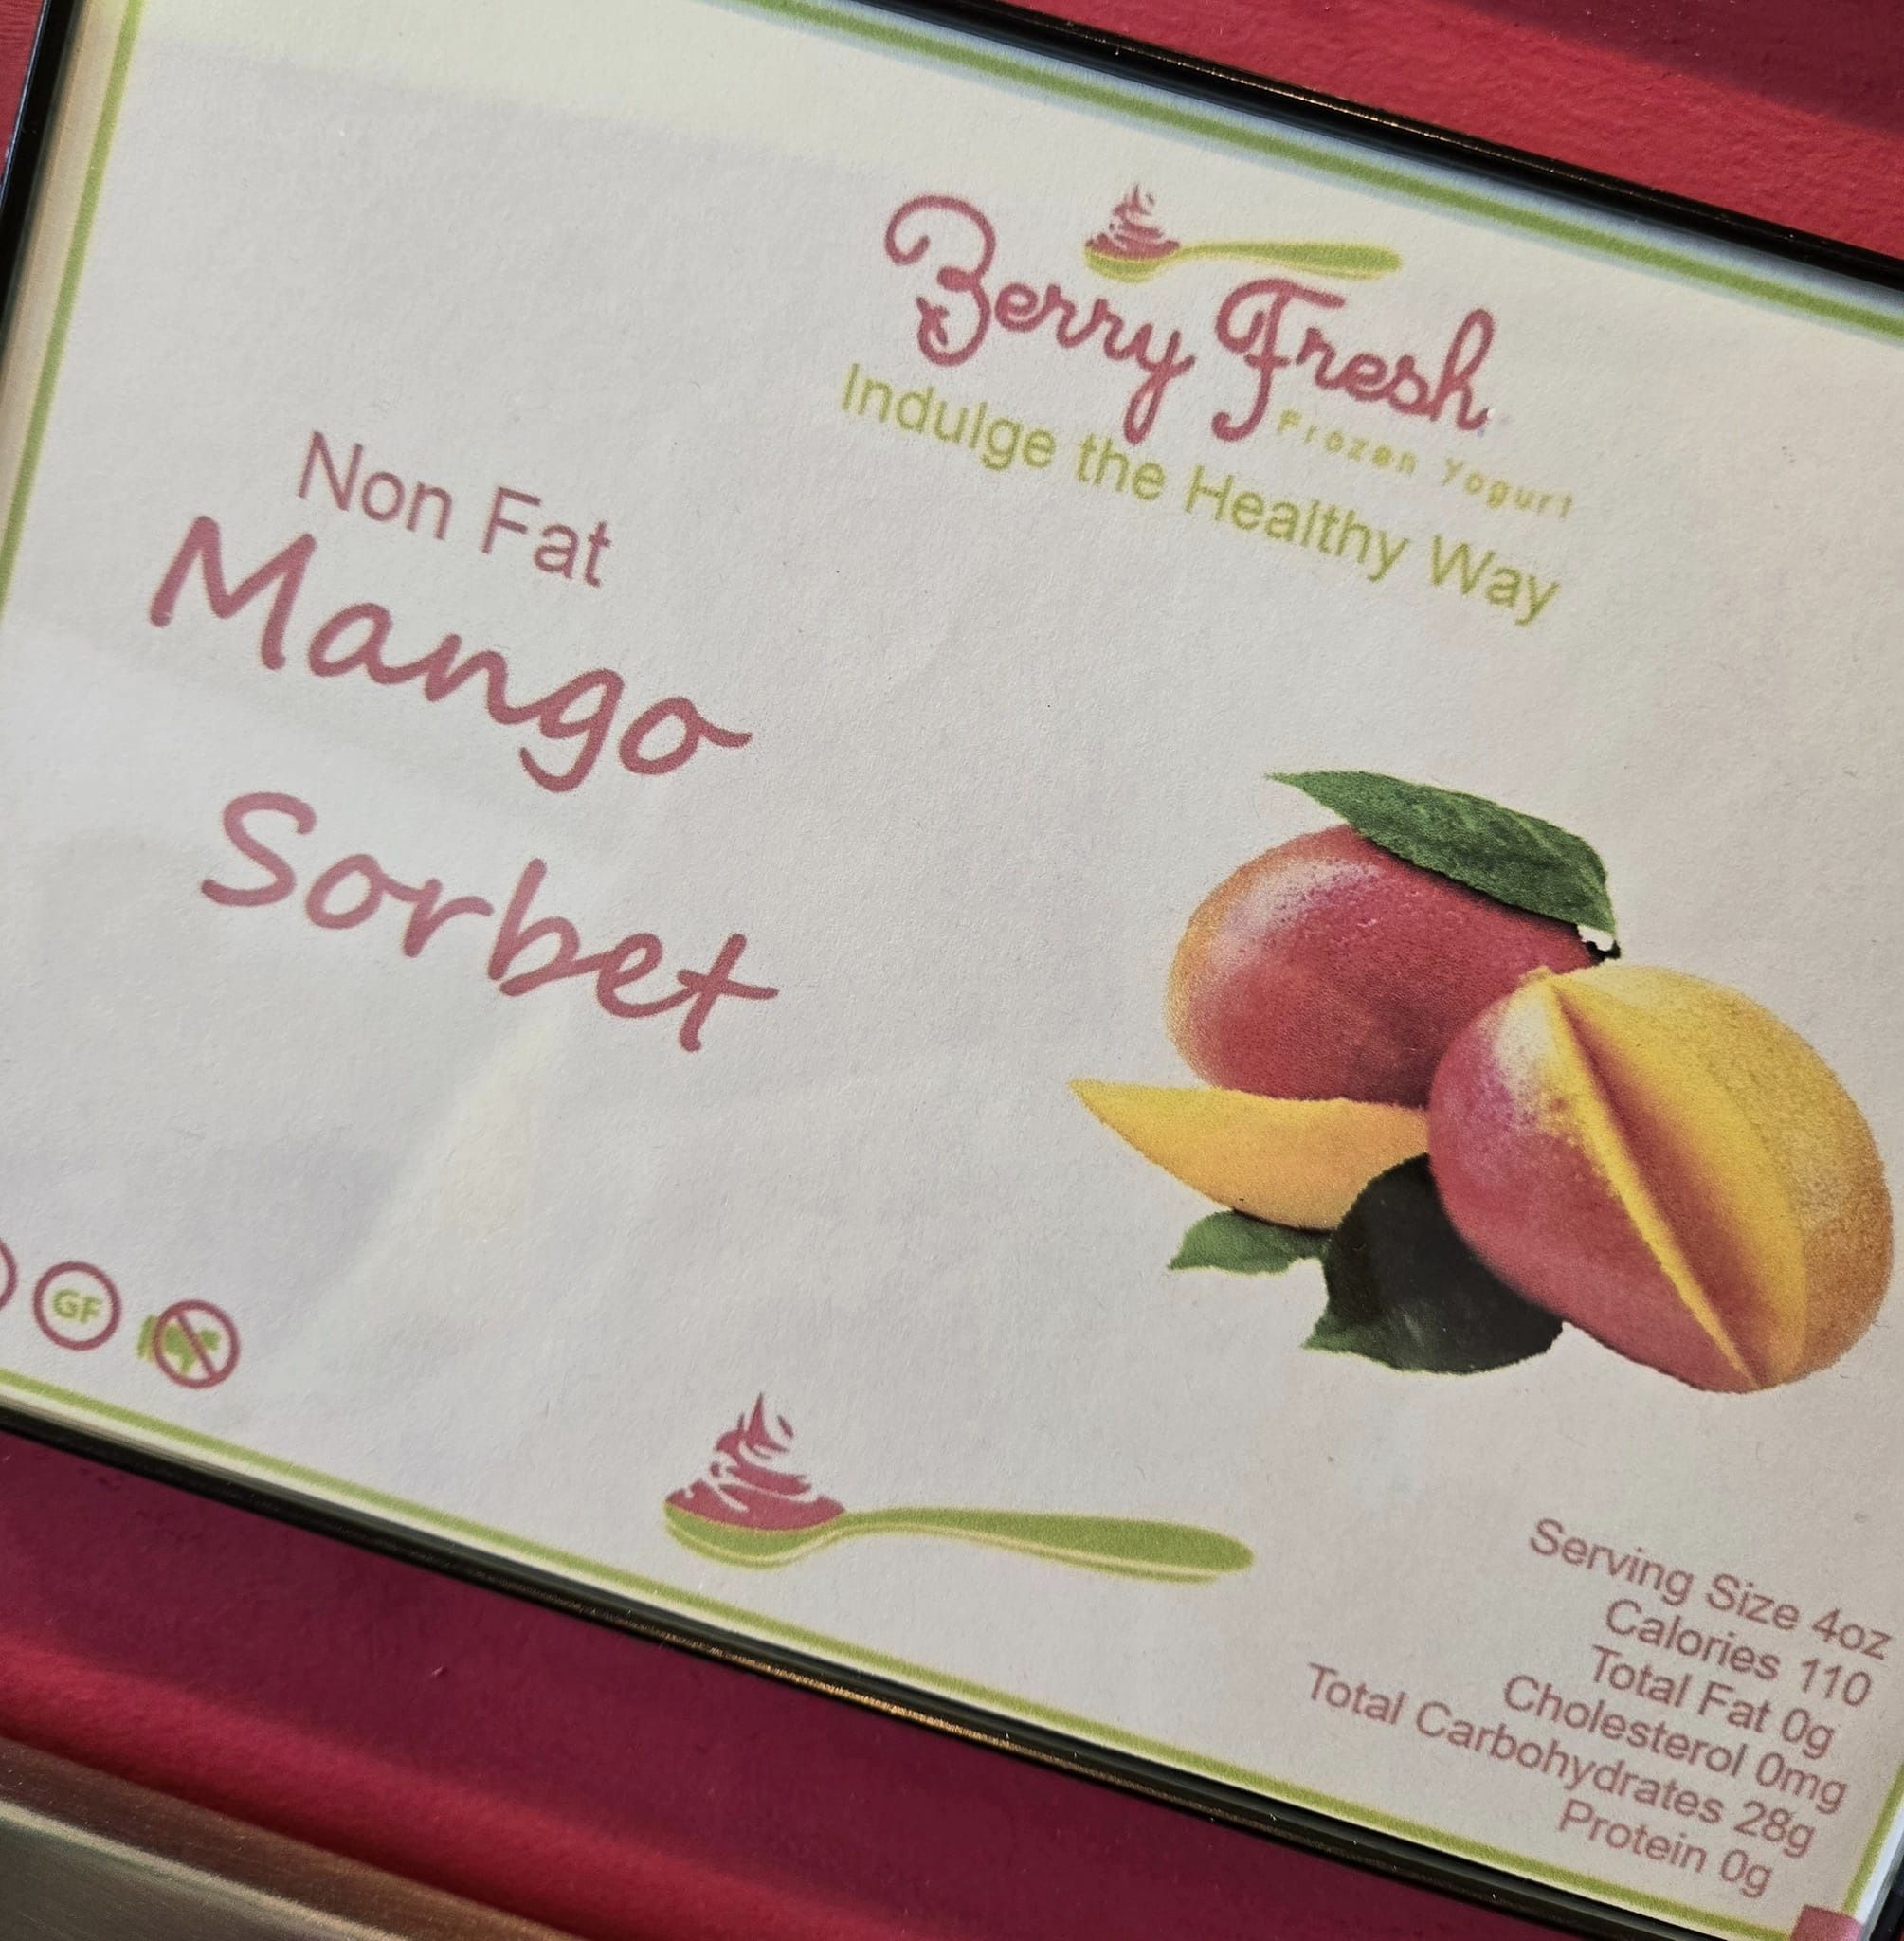 Berry Fresh
Frozen Yogurt
Indulge the Healthy Way
Non Fat
Mango
Sorbet
GF
Serving Size 4oz
Calories 110
Total Fat 0g
Cholesterol 0mg
Total Carbohydrates 28g
Protein 0g